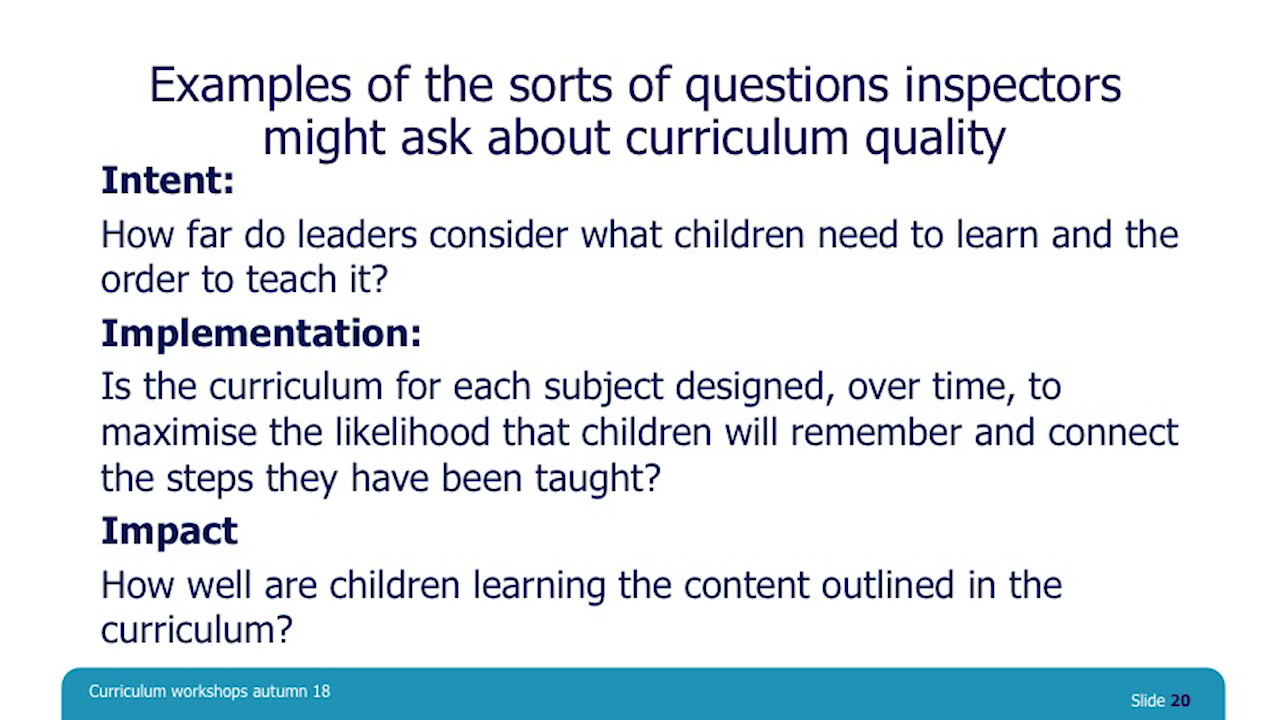 Examples of the sorts of questions inspectors
might ask about curriculum quality
Intent:
How far do leaders consider what children need to learn and the
order to teach it?
Implementation:
Is the curriculum for each subject designed, over time, to
maximise the likelihood that children will remember and connect
the steps they have been taught?
Impact
How well are children learning the content outlined in the
curriculum?
Curriculum workshops autumn 18
Slide 20